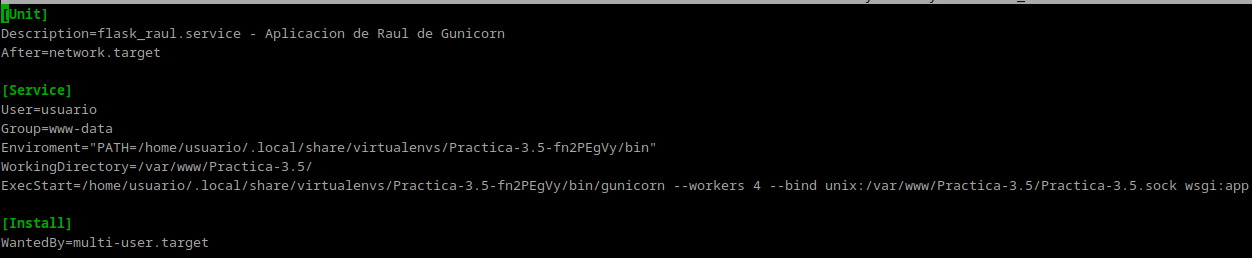 [Unit]
Description=flask_raul.service - Aplicacion de Raul de Gunicorn
After=network.target
[Service]
User=usuario
Group=www-data
Enviroment="PATH=/home/usuario/.local/share/virtualenvs/Practica-3.5-fn2PEgVy/bin"
WorkingDirectory=/var/www/Practica-3.5/
ExecStart=/home/usuario/.local/share/virtualenvs/Practica-3.5-fn2PEgVy/bin/gunicorn --workers 4 --bind unix:/var/www/Practica-3.5/Practica-3.5.sock wsgi:app
[Install]
WantedBy=multi-user.target